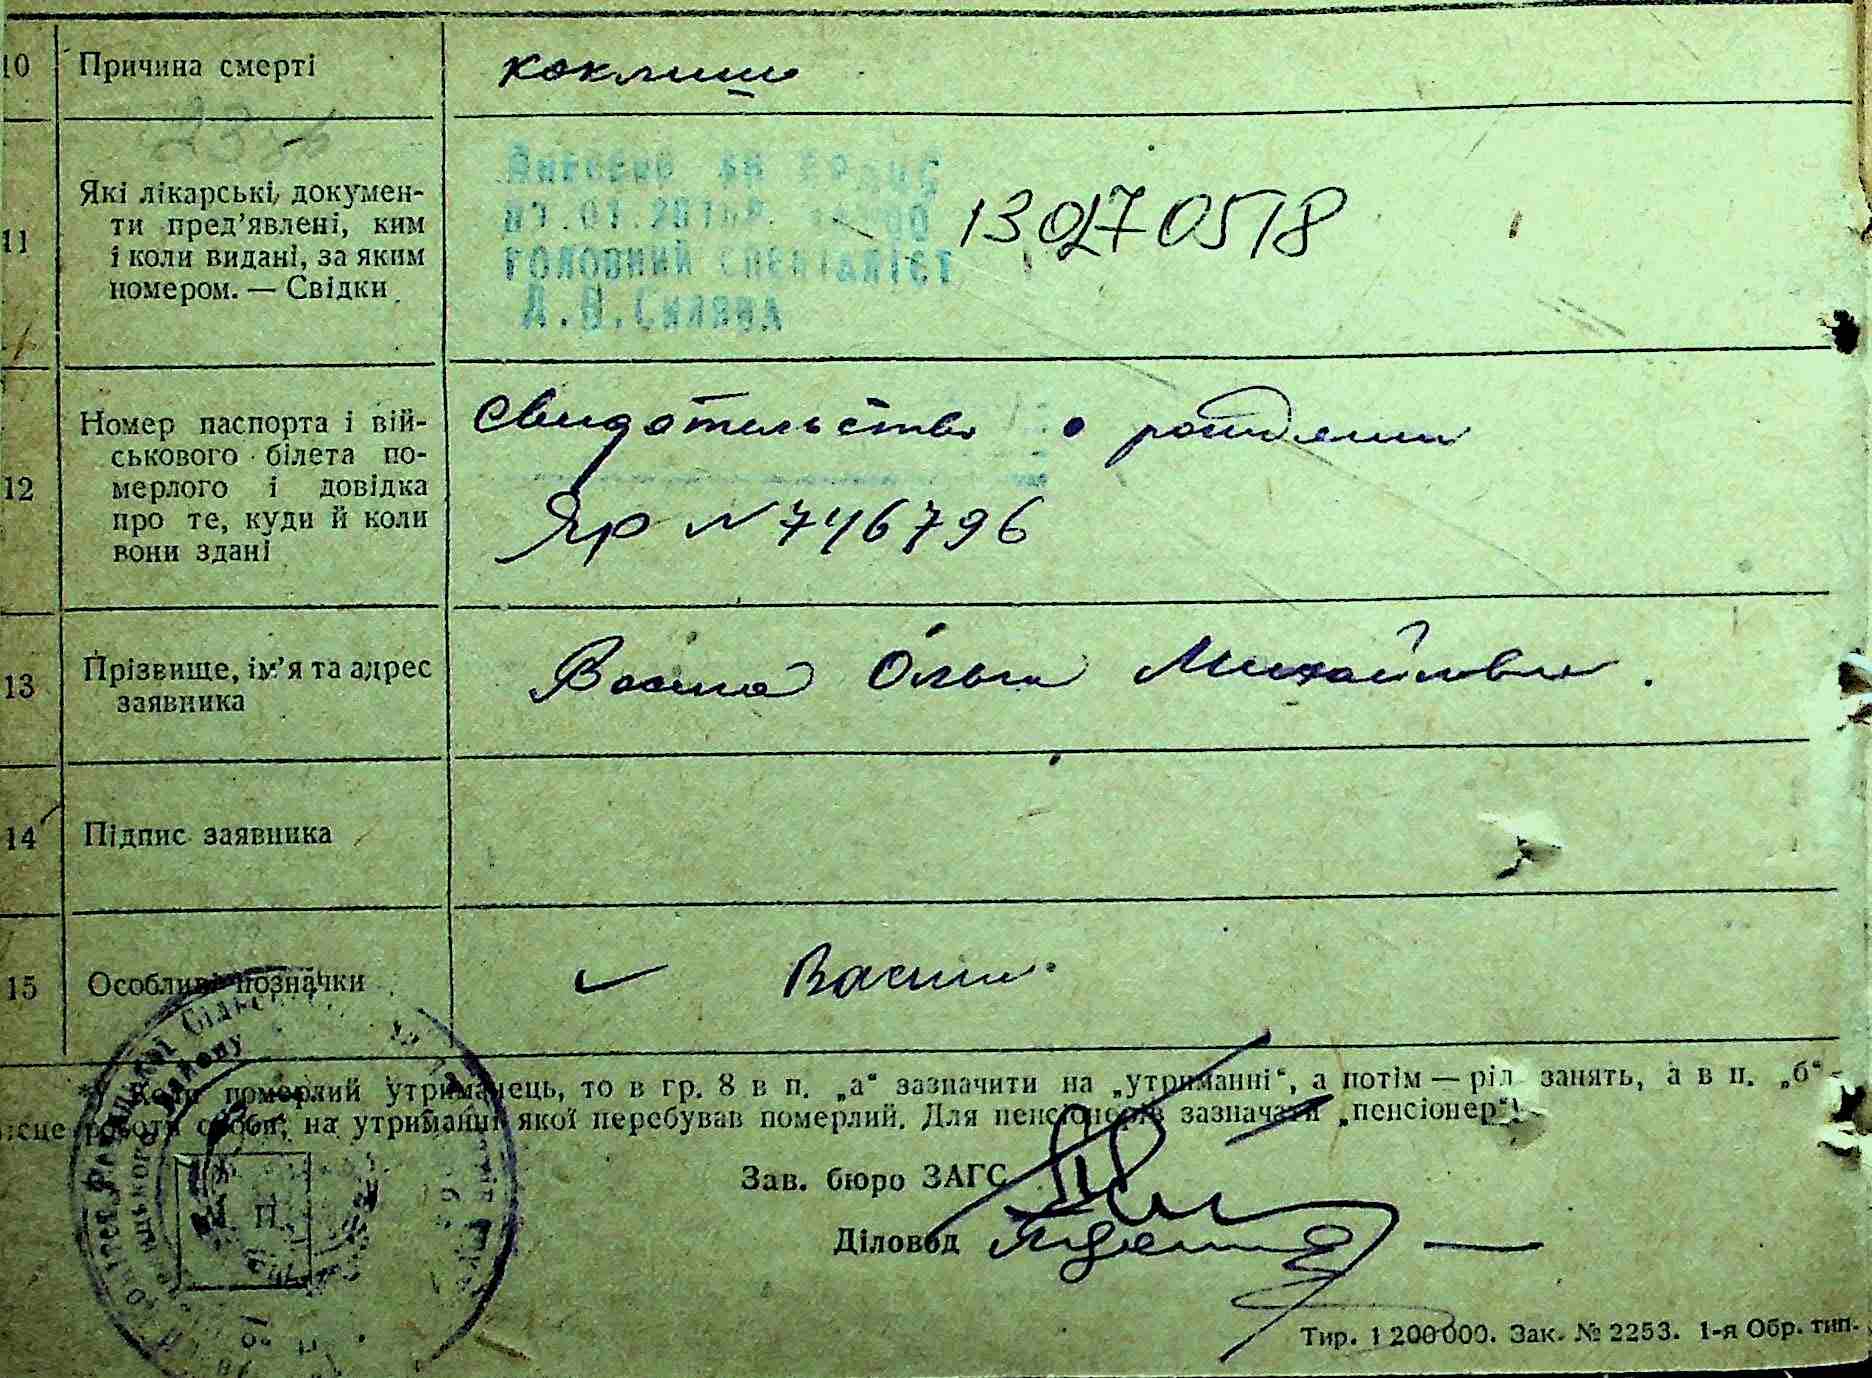 10 Причина смерті коклюш
11 Які лікарські документи-
ти пред'явлені, ким
і коли видані, за яким
номером. — Свідки
13027 0518
ГОЛОВНИЙ СПЕЦІАЛІСТ
12 Номер паспорта і вій-
ськового білета по-
мерлого і довідка
про те, куди й коли
вони здані
Свидетельство о рождении
ЯР N 746796
13 Прізвище, ім'я та адрес
заявника
Васина Ольга Михайловна.
14 Підпис заявника
15 Особливі позначки
Васина
Коли померлий утриманець, то в гр. 8 в п. „а“ зазначити на „утриманні“, а потім — рід занять, а в п. „б“ —
місце роботи особи, на утриманні якої перебував померлий. Для пенсіонерів зазначати „пенсіонер“.
Зав. бюро ЗАГС
Діловод
П.
Тир. 1 200 000. Зак. № 2253. 1-я Обр. тип.